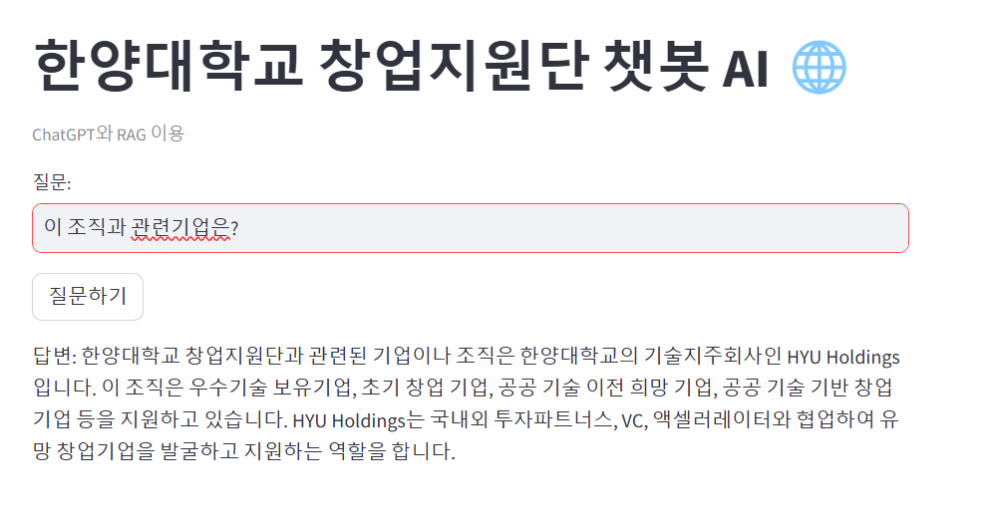 한양대학교 창업지원단 챗봇 AI
ChatGPT와 RAG 이용
질문:
이 조직과 관련기업은?
질문하기
답변: 한양대학교 창업지원단과 관련된 기업이나 조직은 한양대학교의 기술지주회사인 HYU Holdings
입니다. 이 조직은 우수기술 보유기업, 초기 창업 기업, 공공 기술 이전 희망 기업, 공공 기술 기반 창업
기업 등을 지원하고 있습니다. HYU Holdings는 국내외 투자파트너스, VC, 액셀러레이터와 협업하여 유
망 창업기업을 발굴하고 지원하는 역할을 합니다.